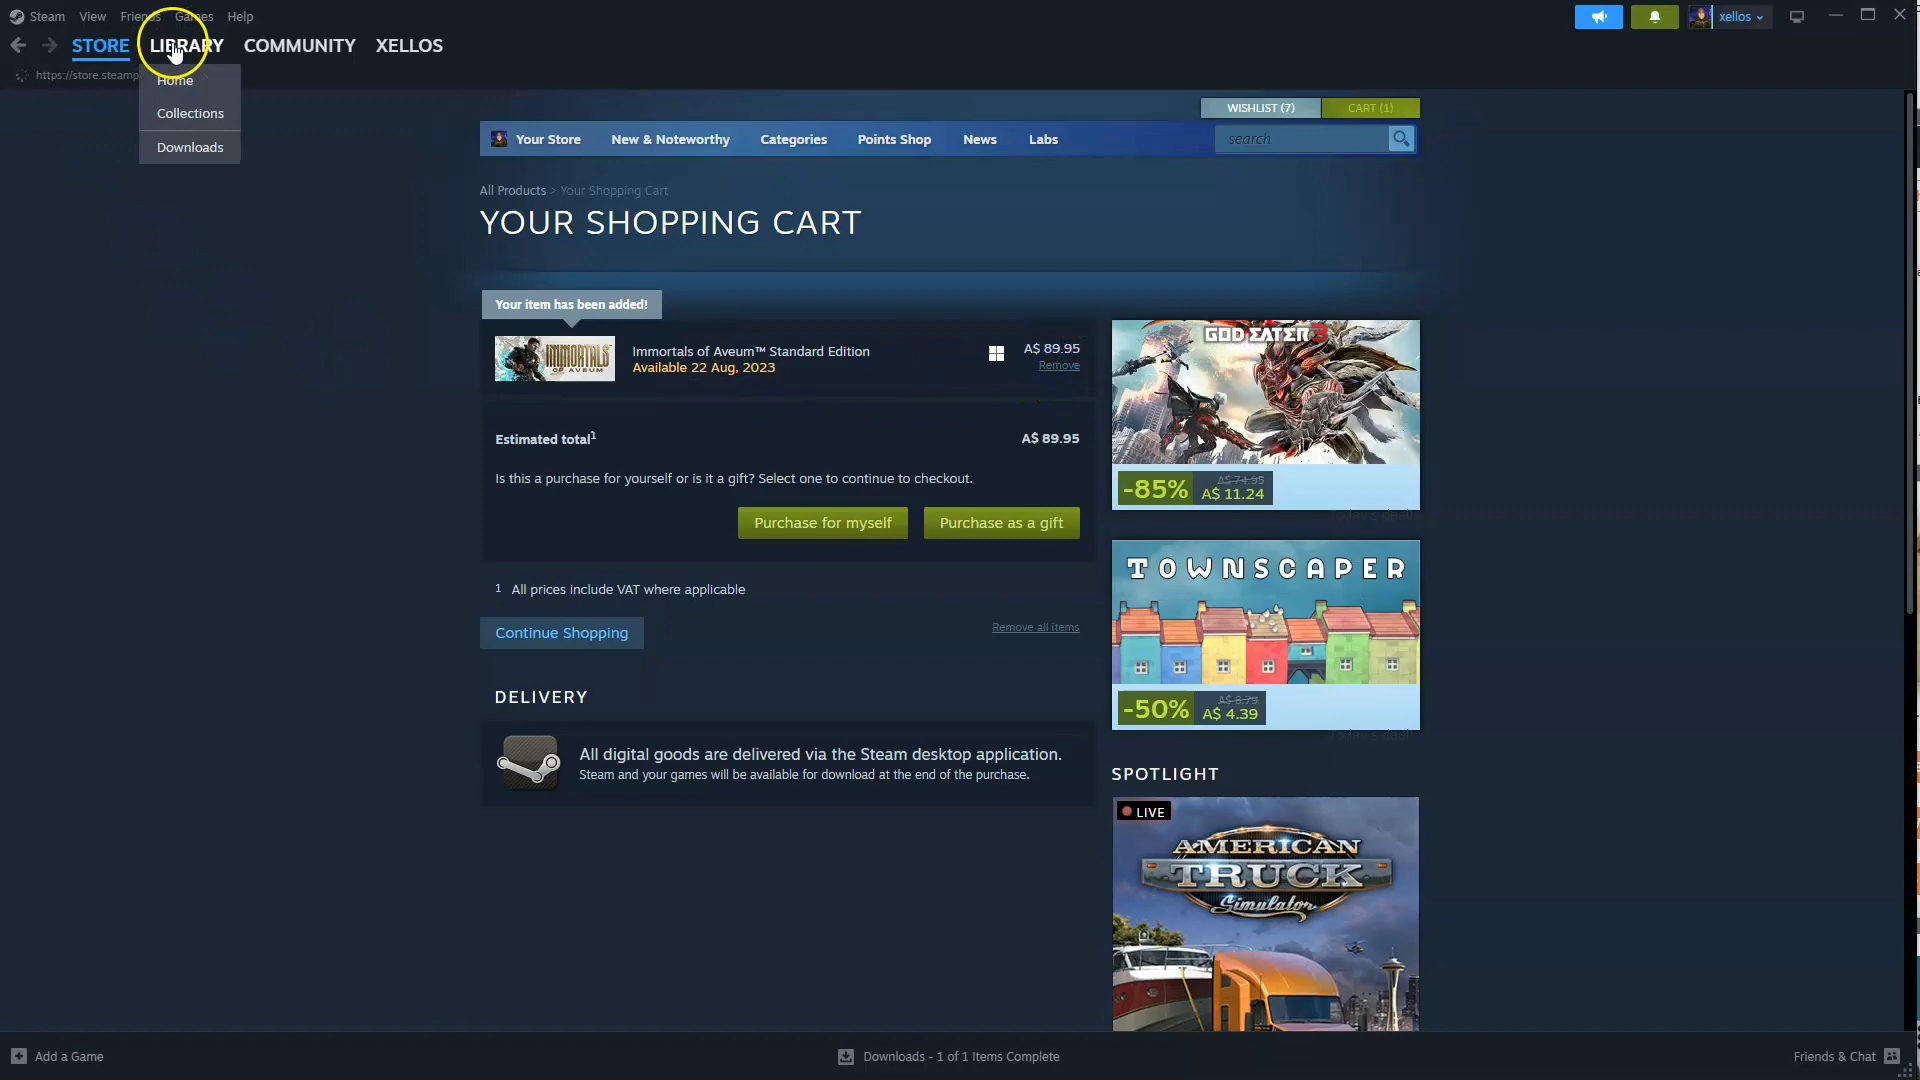 Steam View Friends Games Help
xellos
STORE LIBRARY COMMUNITY XELLOS
https://store.steamp
Home
Collections
Downloads
WISHLIST (7) CART (1)
Your Store New & Noteworthy Categories Points Shop News Labs
search
All Products > Your Shopping Cart
YOUR SHOPPING CART
Your item has been added!
IMMORTALS OF AVEUM
Immortals of Aveum™ Standard Edition
Available 22 Aug, 2023
A$ 89.95
Remove
Estimated total¹ A$ 89.95
Is this a purchase for yourself or is it a gift? Select one to continue to checkout.
Purchase for myself Purchase as a gift
1 All prices include VAT where applicable
Continue Shopping Remove all items
DELIVERY
All digital goods are delivered via the Steam desktop application.
Steam and your games will be available for download at the end of the purchase.
GOD EATER 3
-85% A$ 74.95
A$ 11.24
Today's deal!
TOWNSCAPER
-50% A$ 8.79
A$ 4.39
Today's deal!
SPOTLIGHT
LIVE
AMERICAN
TRUCK
Simulator
Add a Game
Downloads - 1 of 1 Items Complete
Friends & Chat